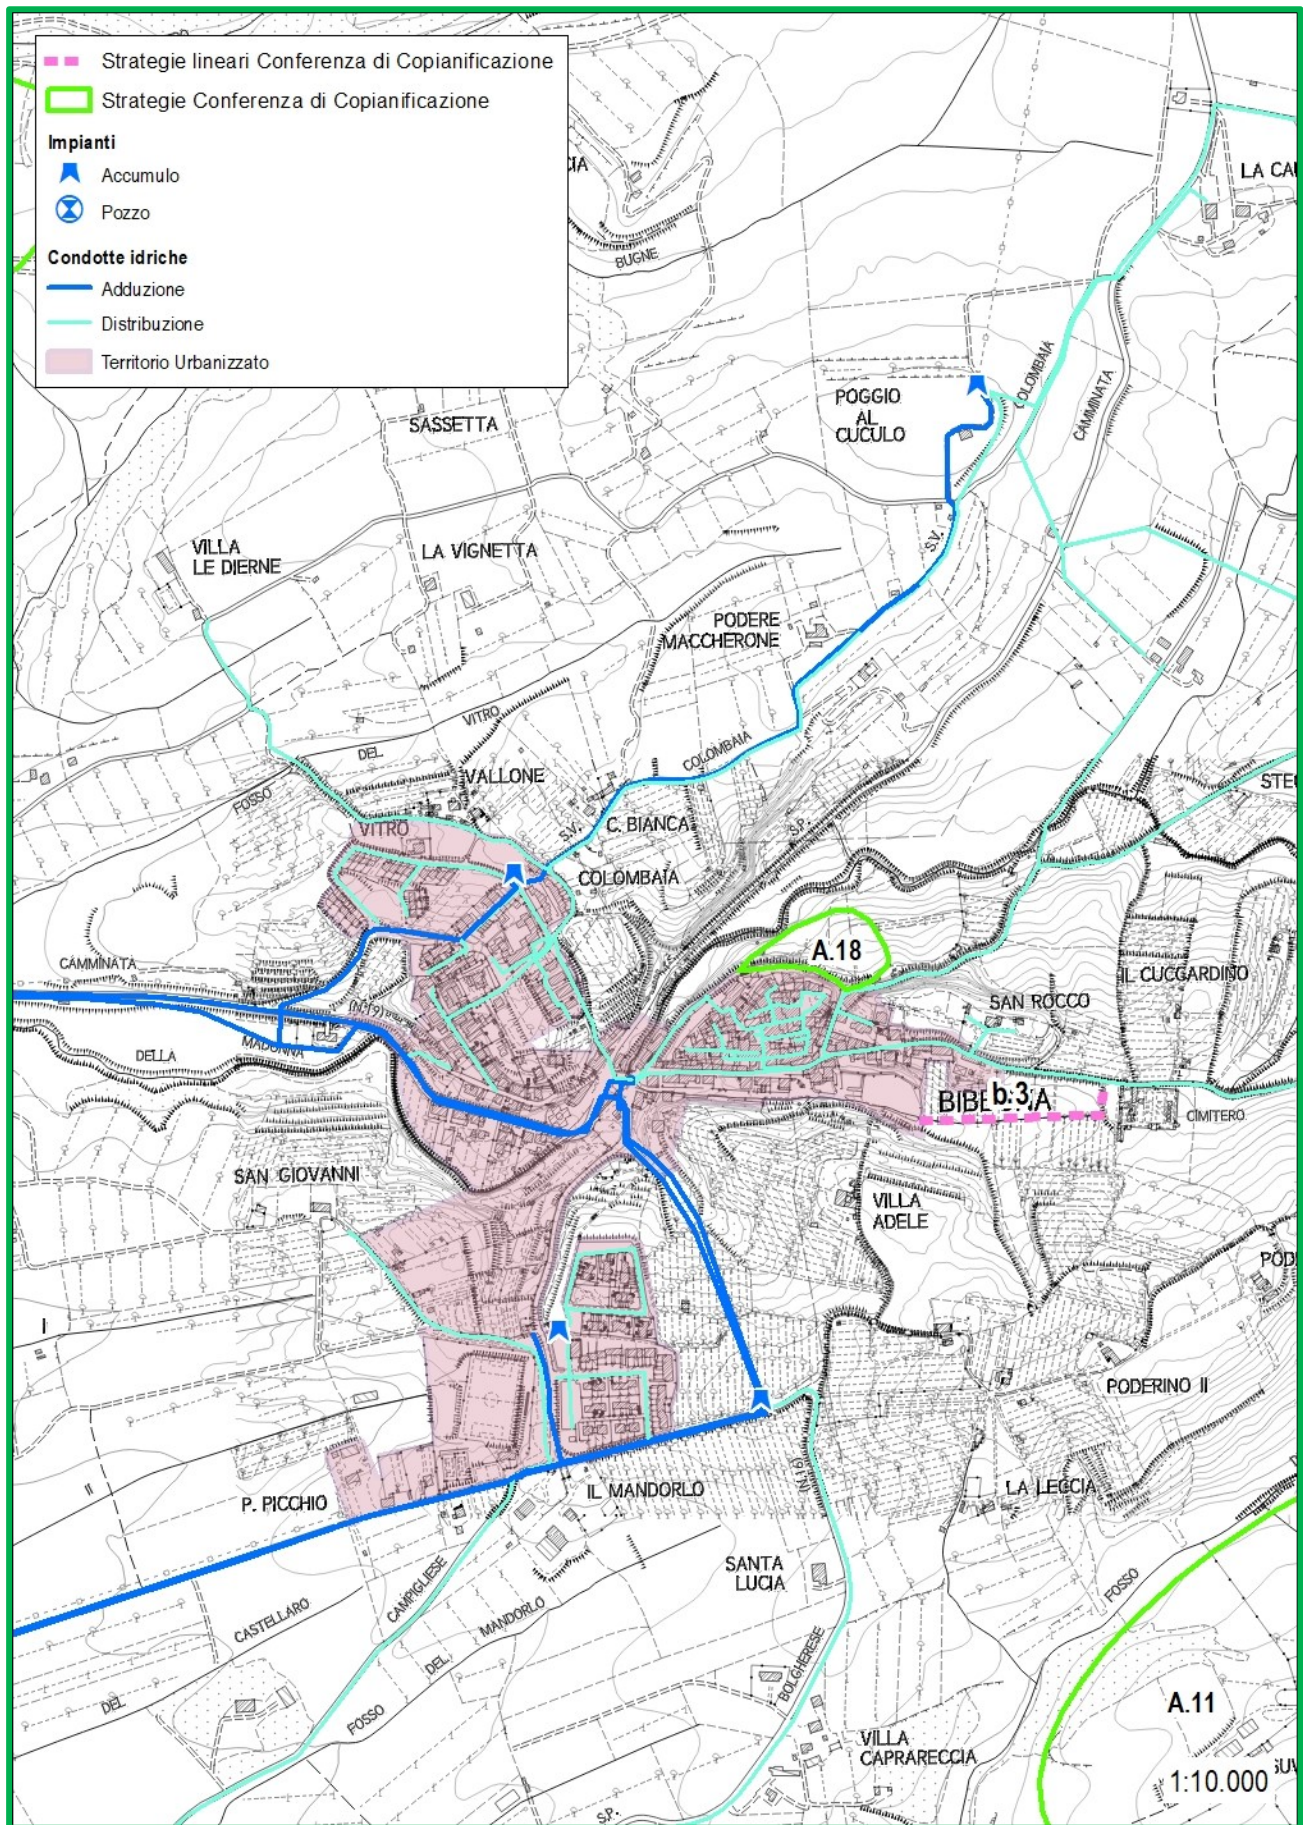 Strategie lineari Conferenza di Copianificazione
Strategie Conferenza di Copianificazione
Impianti
Accumulo
Pozzo
Condotte idriche
Adduzione
Distribuzione
Territorio Urbanizzato
BUGNE
COLOMBAIA
CAMMINATA
POGGIO
AL
CUCULO
SASSETTA
S.V.
VILLA
LE DIERNE
LA VIGNETTA
PODERE
MACCHERONE
VITRO
DEL
FOSSO
COLOMBAIA
VALLONE
S.V.
C. BIANCA
S.P.
VITRO
COLOMBAIA
A.18
CAMMINATA
IL CUCCARDINO
SAN ROCCO
DELLA
MADONNA
b.3
CIMITERO
SAN GIOVANNI
VILLA
ADELE
I
PODERINO II
II
P. PICCHIO
IL MANDORLO
LA LECCIA
SANTA
LUCIA
FOSSO
CAMPIGLIESE
CASTELLARO
DEL
MANDORLO
DEL
FOSSO
BOLGHERESE
A.11
VILLA
CAPRARECCIA
1:10.000
S.P.